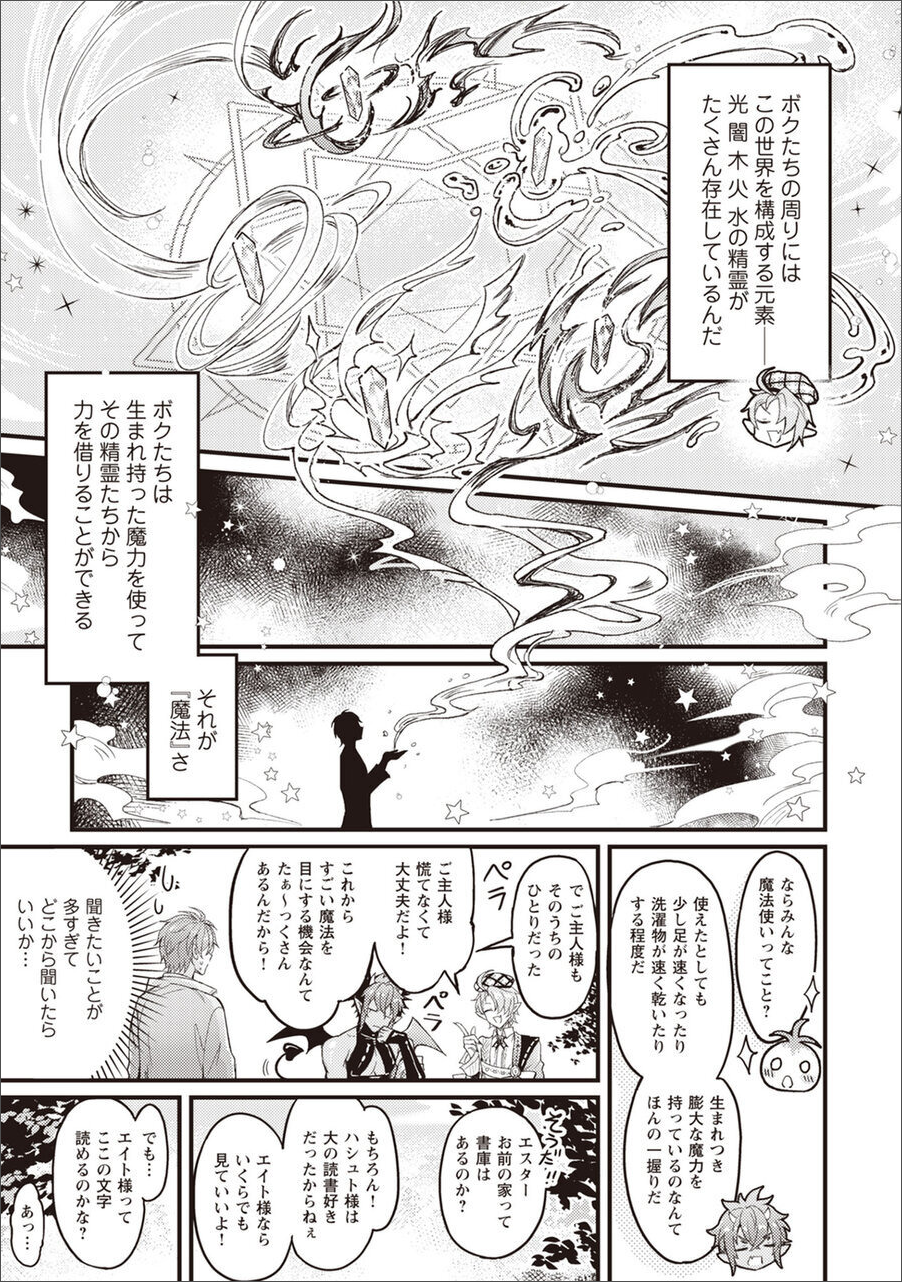 ボクたちの周りには
この世界を構成する元素──
光 闇 木 火 水の精霊が
たくさん存在しているんだ
ボクたちは
生まれ持った魔力を使って
その精霊たちから
力を借りることができる
それが
『魔法』さ
ならみんな
魔法使いってこと?
使えたとしても
少し足が速くなったり
洗濯物が速く乾いたり
する程度だ
生まれつき
膨大な魔力を
持っているのなんて
ほんの一握りだ
で ご主人様も
そのうちの
ひとりだった
ペラ
ペラ
ご主人様
慌てなくて
大丈夫だよ!
これから
すごい魔法を
目にする機会なんて
たぁ〜っくさん
あるんだから!
じっ
聞きたいことが
多すぎて
どこから聞いたら
いいか…
そうだ!!
エスター
お前の家って
書庫は
あるのか?
もちろん!
ハシュト様は
大の読書好き
だったからねぇ
エイト様なら
いくらでも
見ていいよ!
でも…
エイト様って
ここの文字
読めるのかな?
あっ…